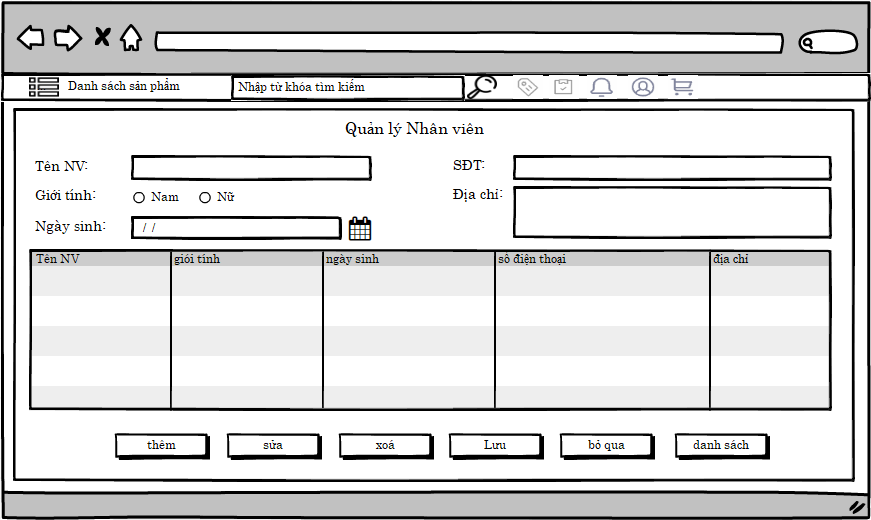 Danh sách sản phẩm Nhập từ khóa tìm kiếm
Quản lý Nhân viên
Tên NV: SĐT:
Giới tính: Nam Nữ Địa chỉ:
Ngày sinh: / /
Tên NV giới tính ngày sinh số điện thoại địa chỉ
thêm sửa xoá Lưu bỏ qua danh sách